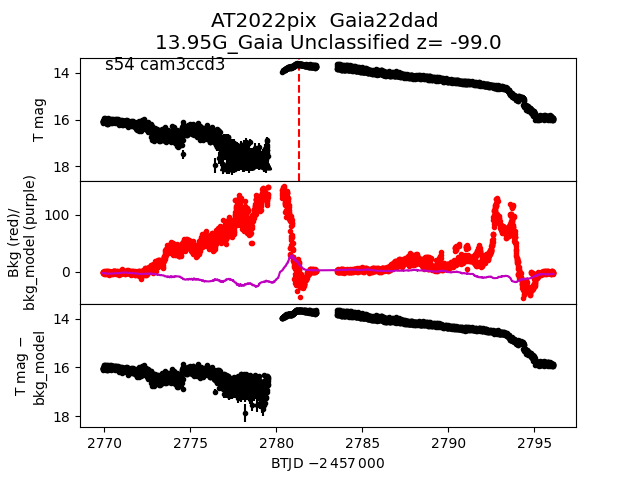 AT2022pix  Gaia22dad
13.95G_Gaia Unclassified z= -99.0
s54 cam3ccd3
T mag
14
16
18
Bkg (red)/
bkg_model (purple)
100
0
T mag −
bkg_model
14
16
18
2770 2775 2780 2785 2790 2795
BTJD −2 457 000